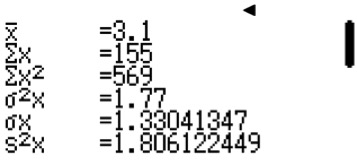 x̄ =3.1
Σx =155
Σx² =569
σ²x =1.77
σx =1.33041347
s²x =1.806122449